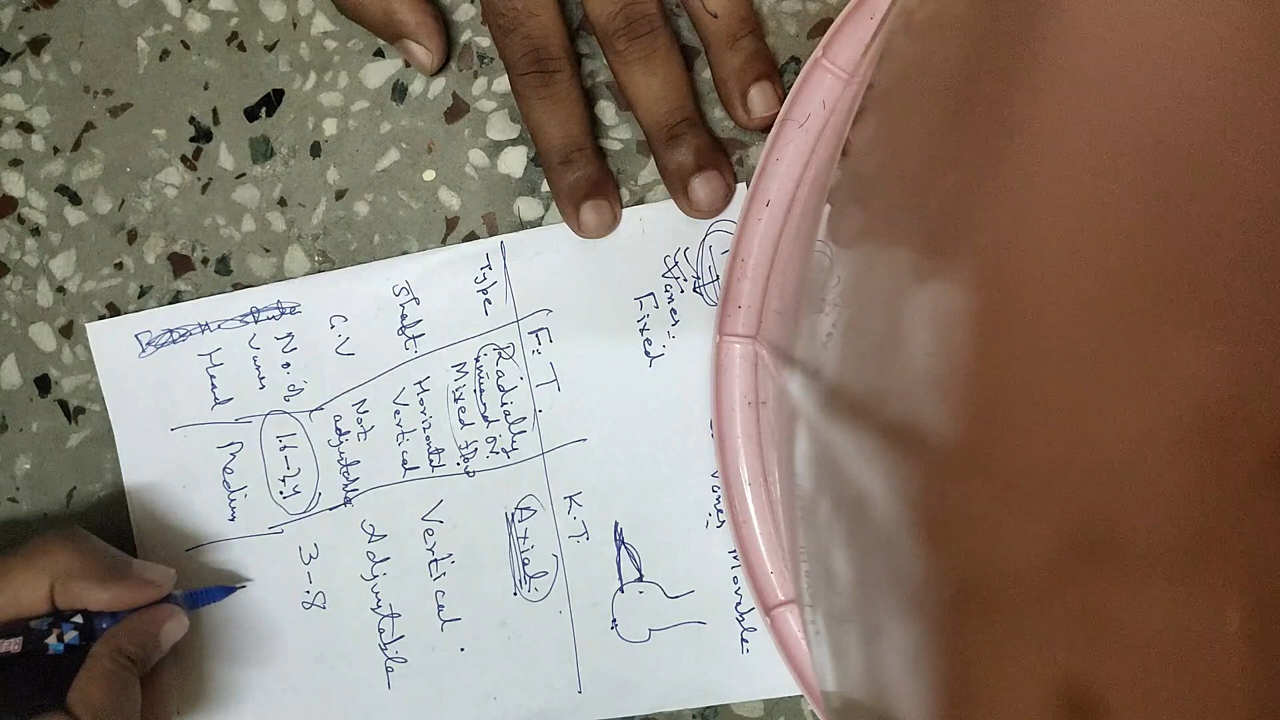 Vanes Movable
Vanes:-
Fixed
F.T.
K.T.
Type
Radially
inward or
Mixed flow
Axial.
Shaft.
Horizontal
Vertical
Vertical
G.V
Not
adjustable
Adjustable
No. of
vanes
16-24
3-8
Head
Medium